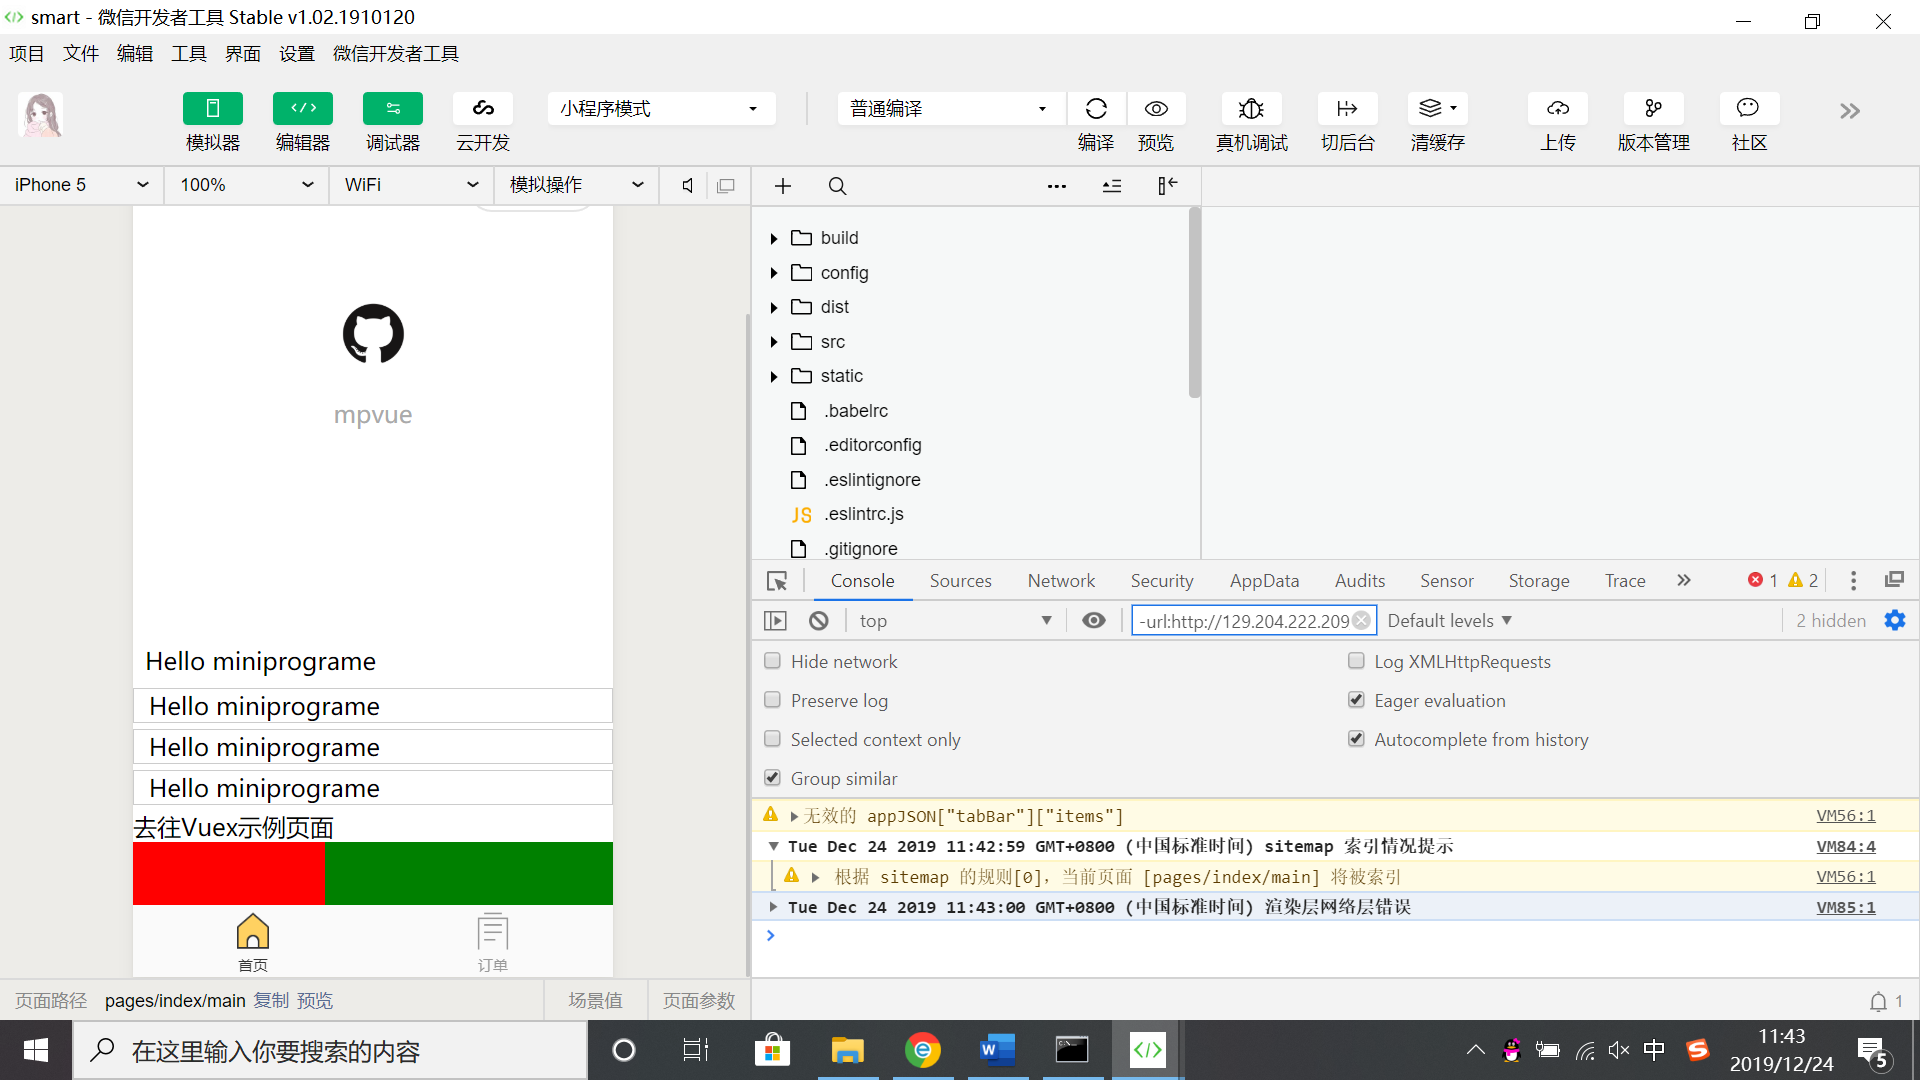 smart - 微信开发者工具 Stable v1.02.1910120
项目 文件 编辑 工具 界面 设置 微信开发者工具
小程序模式 普通编译
模拟器 编辑器 调试器 云开发 编译 预览 真机调试 切后台 清缓存 上传 版本管理 社区
iPhone 5 100% WiFi 模拟操作
build
config
dist
src
static
.babelrc
.editorconfig
.eslintignore
JS .eslintrc.js
.gitignore
mpvue
Hello miniprograme
Hello miniprograme
Hello miniprograme
Hello miniprograme
去往Vuex示例页面
首页 订单
页面路径 pages/index/main 复制 预览 场景值 页面参数
Console Sources Network Security AppData Audits Sensor Storage Trace 1 2
top -url:http://129.204.222.209 Default levels 2 hidden
Hide network Log XMLHttpRequests
Preserve log Eager evaluation
Selected context only Autocomplete from history
Group similar
无效的 appJSON["tabBar"]["items"] VM56:1
Tue Dec 24 2019 11:42:59 GMT+0800 (中国标准时间) sitemap 索引情况提示 VM84:4
根据 sitemap 的规则[0]，当前页面 [pages/index/main] 将被索引 VM56:1
Tue Dec 24 2019 11:43:00 GMT+0800 (中国标准时间) 渲染层网络层错误 VM85:1
1
在这里输入你要搜索的内容
中
11:43
2019/12/24
5